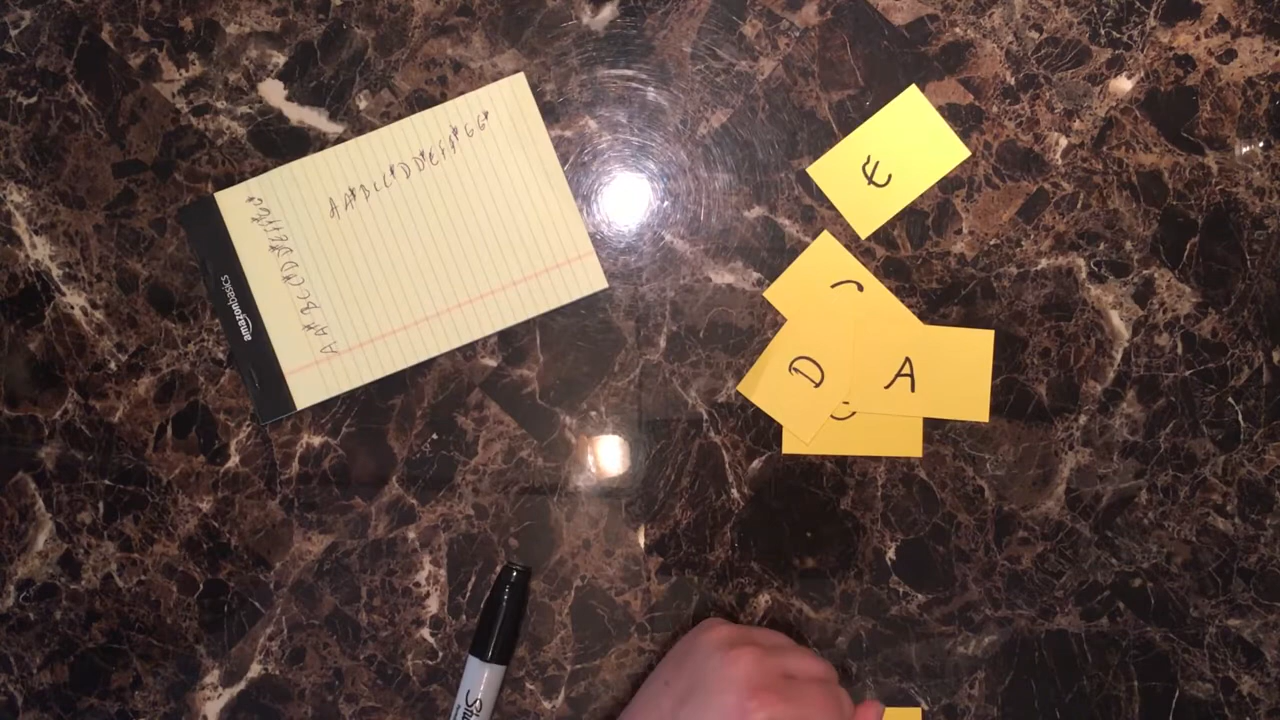 A A# B C C# D D# E F F# G G#
A A# B C C# D D# E F F# G G#
amazonbasics
E
D
A